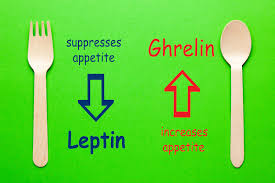 suppresses
appetite
Leptin
Ghrelin
increases
appetite